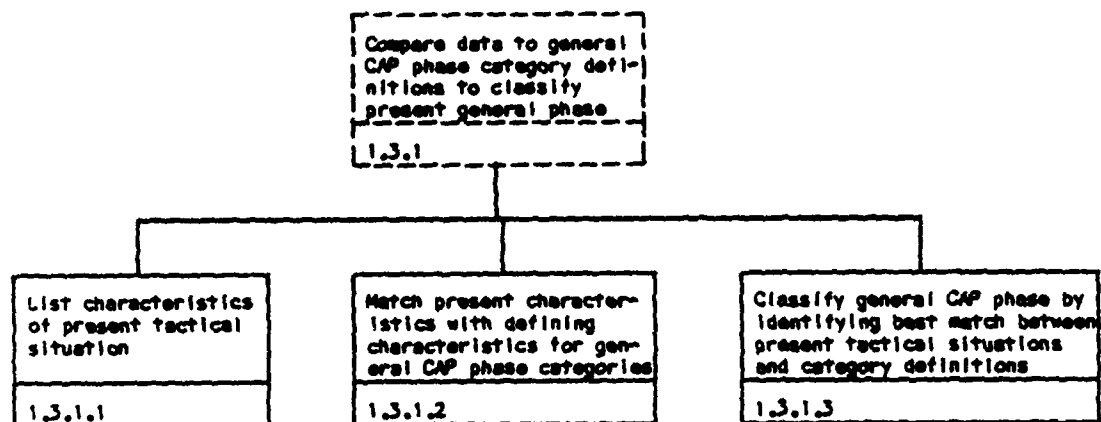 Compare data to general
CAP phase category defi-
nitions to classify
present general phase
1.3.1
List characteristics
of present tactical
situation
1.3.1.1
Match present character-
istics with defining
characteristics for gen-
eral CAP phase categories
1.3.1.2
Classify general CAP phase by
identifying best match between
present tactical situations
and category definitions
1.3.1.3